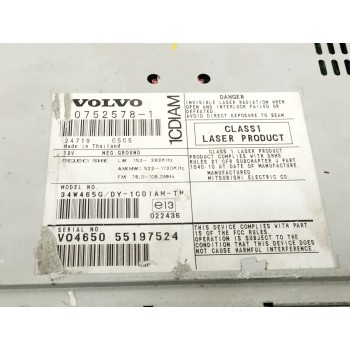 VOLVO
30752578-1
24719 0505
Made in Thailand
12V NEG GROUND
FREQUENCY RANGE LW 153-282KHz
AM(MW) 522-1720KHz
FM 76.0-108.0MHz
MODEL NO.
34W465G/DY-1CDIAM-TH
e13
022436
SERIAL NO.
VO4650 55197524
1CDIAM
DANGER
INVISIBLE LASER RADIATION WHEN
OPEN AND INTERLOCK FAILED OR DEFEATED
AVOID DIRECT EXPOSURE TO BEAM
CLASS1
LASER PRODUCT
CLASS 1 LASER PRODUCT
THIS PRODUCT COMPLIES WITH DHHS
RULES 21 CFR SUBCHAPTER J PART
1040.10 AT DATE OF MANUFACTURE.
MANUFACTURED
MITSUBISHI ELECTRIC CO.
THIS DEVICE COMPLIES WITH PART
15 OF THE FCC RULES
OPERATION IS SUBJECT TO THE
CONDITION THAT THIS DEVICE DOES
NOT CAUSE HARMFUL INTERFERENCE